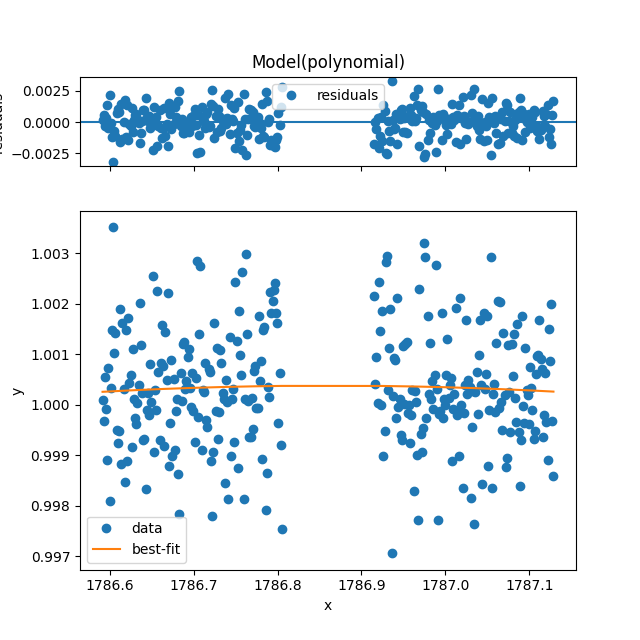 Model(polynomial)
0.0025
0.0000
−0.0025
residuals
residuals
1.003
1.002
1.001
1.000
0.999
0.998
0.997
y
data
best-fit
1786.6
1786.7
1786.8
1786.9
1787.0
1787.1
x